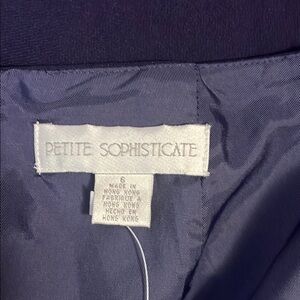 PETITE SOPHISTICATE
6
MADE IN
HONG KONG
FABRIQUE A
HONG KONG
HECHO EN
HONG KONG